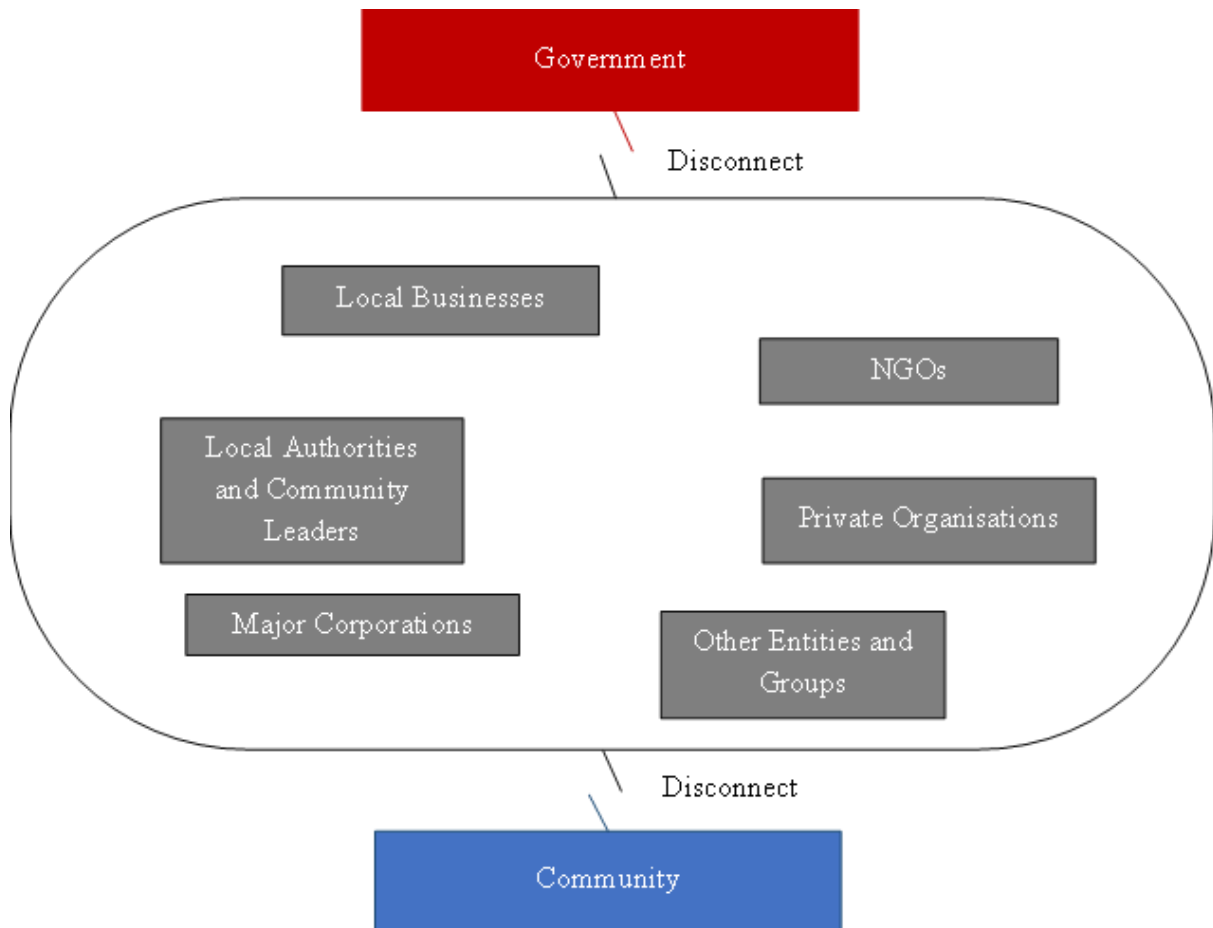 Government
Disconnect
Local Businesses
NGOs
Local Authorities
and Community
Leaders
Private Organisations
Major Corporations
Other Entities and
Groups
Disconnect
Community